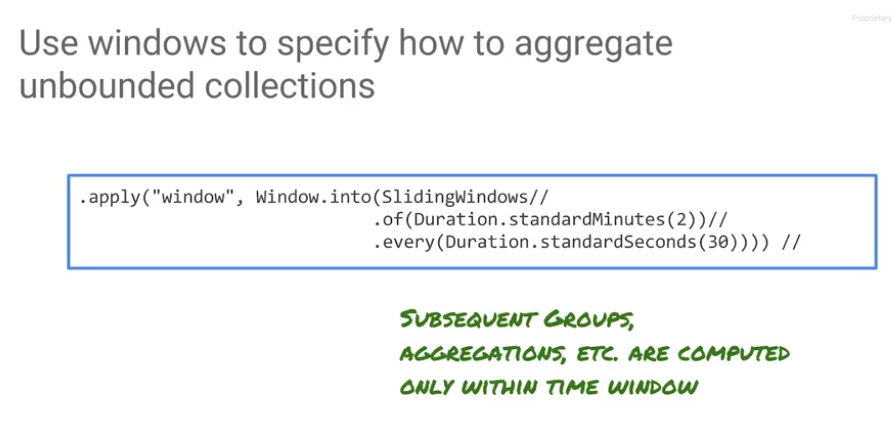 Proprietary
Use windows to specify how to aggregate
unbounded collections
.apply("window", Window.into(SlidingWindows//
.of(Duration.standardMinutes(2))//
.every(Duration.standardSeconds(30)))) //
SUBSEQUENT GROUPS,
AGGREGATIONS, ETC. ARE COMPUTED
ONLY WITHIN TIME WINDOW